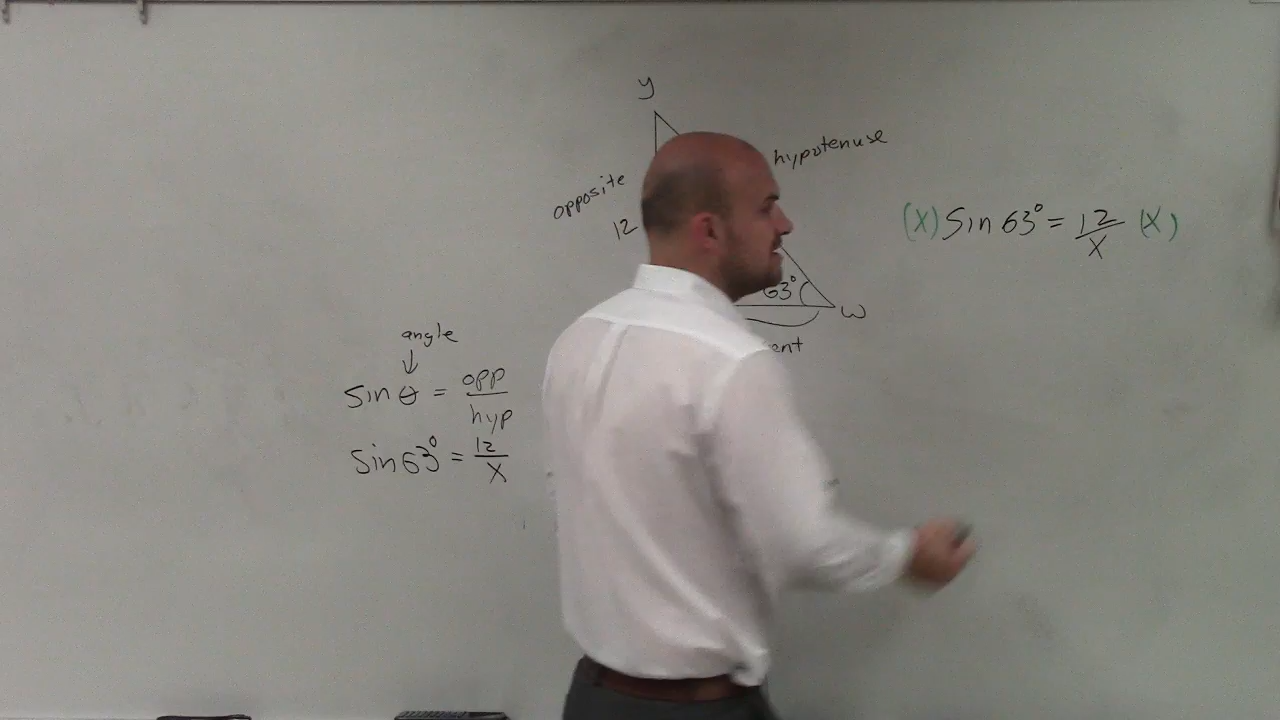 y
hypotenuse
opposite
12
(x) sin 63° = 12/x (x)
63°
w
ent
angle
↓
sin θ = opp/hyp
sin 63° = 12/x